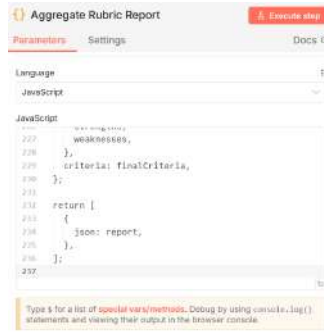 Aggregate Rubric Report
Execute step
Parameters Settings Docs
Language
JavaScript
JavaScript
227 weaknesses,
228 },
229 criteria: finalCriteria,
230 };
231
232 return [
233 {
234 json: report,
235 },
236 ];
237
Type $ for a list of special vars/methods. Debug by using console.log()
statements and viewing their output in the browser console.